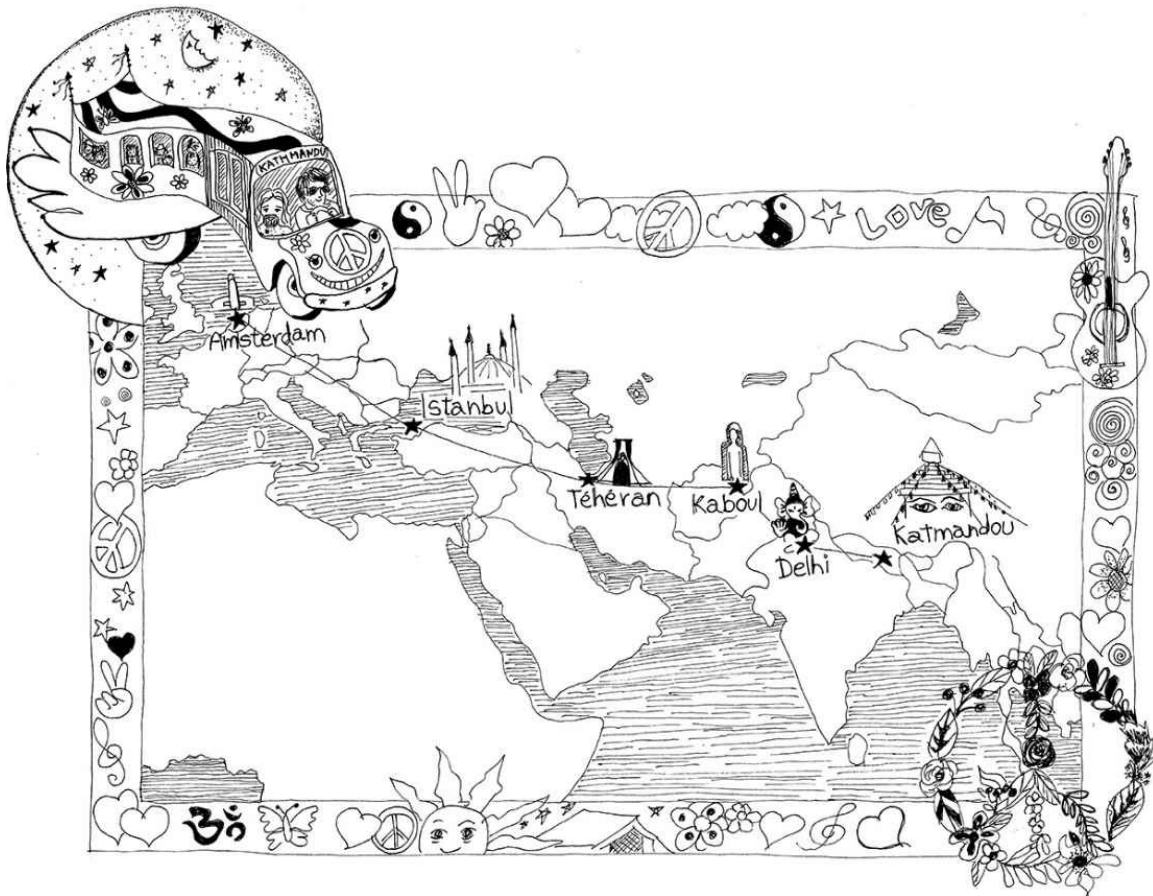 KATHMANDU
LOVE
Amsterdam
Istanbul
Téhéran
Kaboul
Katmandou
Delhi
ॐ